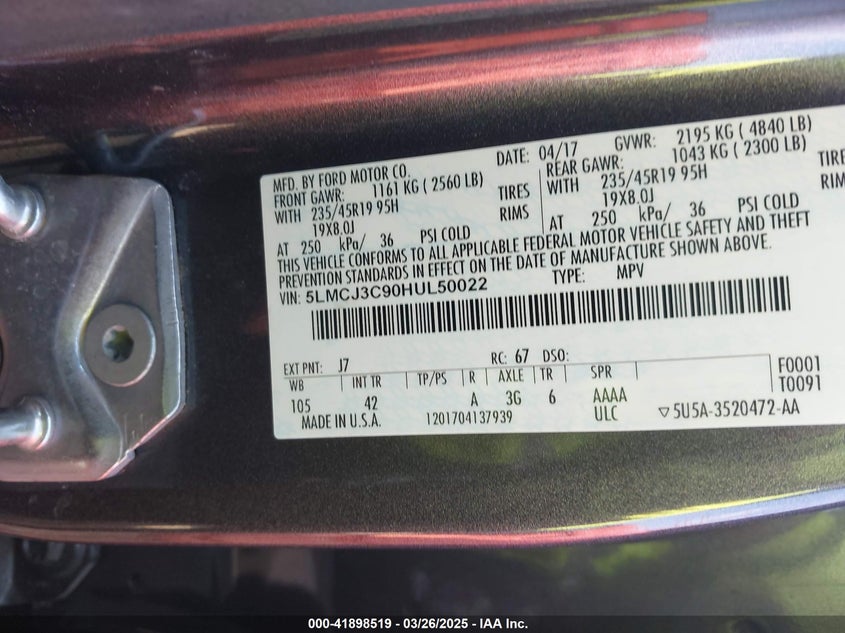 MFD. BY FORD MOTOR CO. DATE: 04/17 GVWR: 2195 KG ( 4840 LB)
FRONT GAWR: 1161 KG ( 2560 LB) REAR GAWR: 1043 KG ( 2300 LB)
WITH 235/45R19 95H TIRES WITH 235/45R19 95H TIRE
19X8.0J RIMS 19X8.0J RIM
AT 250 kPa/ 36 PSI COLD AT 250 kPa/ 36 PSI COLD
THIS VEHICLE CONFORMS TO ALL APPLICABLE FEDERAL MOTOR VEHICLE SAFETY AND THEFT
PREVENTION STANDARDS IN EFFECT ON THE DATE OF MANUFACTURE SHOWN ABOVE.
VIN: 5LMCJ3C90HUL50022 TYPE: MPV
EXT PNT: J7 RC: 67 DSO: F0001
WB INT TR TP/PS R AXLE TR SPR T0091
105 42 A 3G 6 AAAA
MADE IN U.S.A. 1201704137939 ULC ▽5U5A-3520472-AA
000-41898519 // 03/26/2025 // IAA Inc.